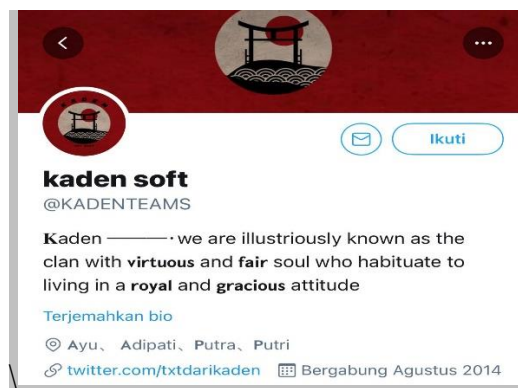 Ikuti
kaden soft
@KADENTEAMS
Kaden ———· we are illustriously known as the
clan with virtuous and fair soul who habituate to
living in a royal and gracious attitude
Terjemahkan bio
Ayu、 Adipati、 Putra、 Putri
\ twitter.com/txtdarikaden Bergabung Agustus 2014